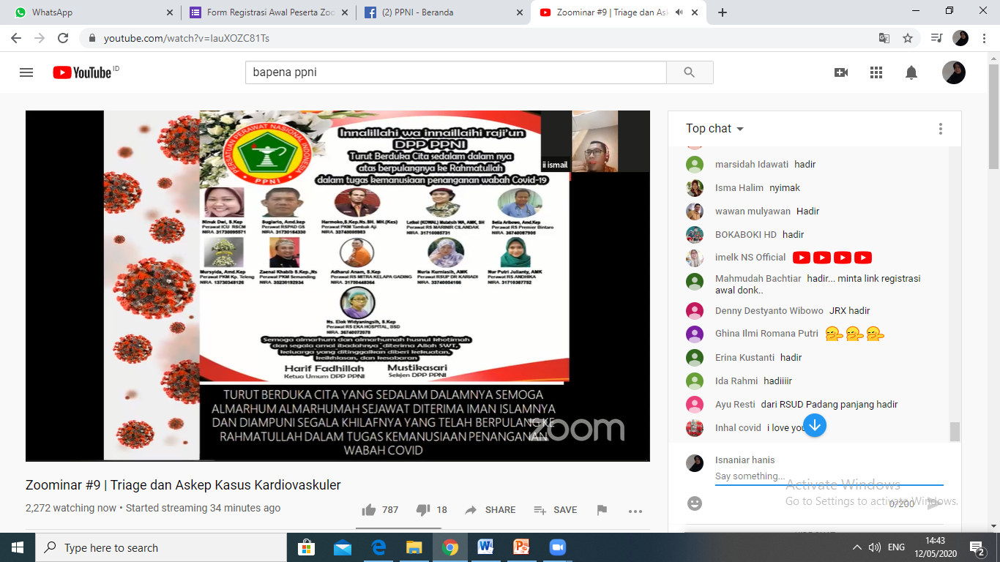 WhatsApp
Form Registrasi Awal Peserta Zoo
(2) PPNI - Beranda
Zoominar #9 | Triage dan Ask
youtube.com/watch?v=IauXOZC81Ts
YouTube ID
bapena ppni
PERSATUAN PERAWAT NASIONAL INDONESIA
PPNI
Innalillahi wa innaillaihi raji'un
DPP PPNI
Turut Berduka Cita sedalam dalam nya
atas berpulangnya ke Rahmatullah
dalam tugas kemanusiaan penanganan wabah Covid-19
ii ismail
Ninuk Dwi, S.Kep
Perawat ICU RSCM
NIRA. 31730095571
Sugiarto, Amd.kep
Perawat RSPAD GS
NIRA. 31730184330
Harmoko,S.Kep.Ns.SH. MH.(Kes)
Perawat PKM Tambak Aji
NIRA. 33740005983
Letkol (KOWAL) Mulatsih WA, AMK, SH
Perawat RS MARINIR CILANDAK
NIRA. 31710085731
Setia Aribowo, Amd.Kep
Perawat RS Premier Bintaro
NIRA. 36740087905
Mursyida, Amd.Kep
Perawat PKM Kp. Teleng
NIRA. 13730348126
Zaenal Khabib S.Kep.,Ns
Perawat PKM Semanding
NIRA. 35230192934
Adharul Anam, S.Kep
Perawat RS MITRA KELAPA GADING
NIRA. 31750448364
Nuria Kurniasih, AMK
Perawat RSUP DR KARIADI
NIRA. 33740054166
Nur Putri Julianty, AMK
Perawat RS ANDHIKA
NIRA. 31710387752
Ns. Elok Widyaningsih, S.Kep
Perawat RS EKA HOSPITAL, BSD
NIRA. 36740072078
Semoga almarhum dan almarhumah husnul khotimah
dan segala amal ibadahnya diterima Allah SWT,
keluarga yang ditinggalkan diberi kekuatan,
keikhlasan, dan kesabaran
Harif Fadhillah
Ketua Umum DPP PPNI
Mustikasari
Sekjen DPP PPNI
TURUT BERDUKA CITA YANG SEDALAM DALAMNYA SEMOGA
ALMARHUM ALMARHUMAH SEJAWAT DITERIMA IMAN ISLAMNYA
DAN DIAMPUNI SEGALA KHILAFNYA YANG TELAH BERPULANG KE
RAHMATULLAH DALAM TUGAS KEMANUSIAAN PENANGANAN
WABAH COVID
zoom
Zoominar #9 | Triage dan Askep Kasus Kardiovaskuler
2,272 watching now • Started streaming 34 minutes ago
787
18
SHARE
SAVE
Top chat
marsidah Idawati hadir
Isma Halim nyimak
wawan mulyawan Hadir
BOKABOKI HD hadir
imelk NS Official
Mahmudah Bachtiar hadir... minta link registrasi
awal donk..
Denny Destyanto Wibowo JRX hadir
Ghina Ilmi Romana Putri
Erina Kustanti hadir
Ida Rahmi hadiiiir
Ayu Resti dari RSUD Padang panjang hadir
Inhal covid i love you
Isnaniar hanis
Say something...
0/200
Activate Windows
Go to Settings to activate Windows.
Type here to search
ENG
14:43
12/05/2020
2